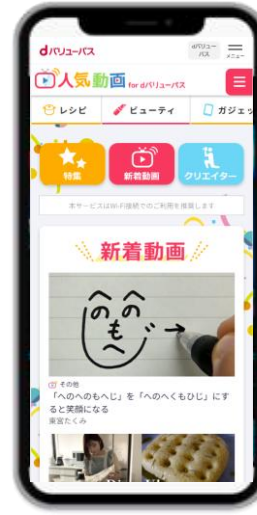 dバリューパス
dバリューパス
メニュー
人気動画 for dバリューパス
レシピ
ビューティ
ガジェッ
特集
新着動画
クリエイター
本サービスはWi-Fi接続でのご利用を推奨します
新着動画
へへ
のの
も
へ
じ
その他
「へのへのもへじ」を「へのへくもひじ」にす
ると笑顔になる
東宮たくみ